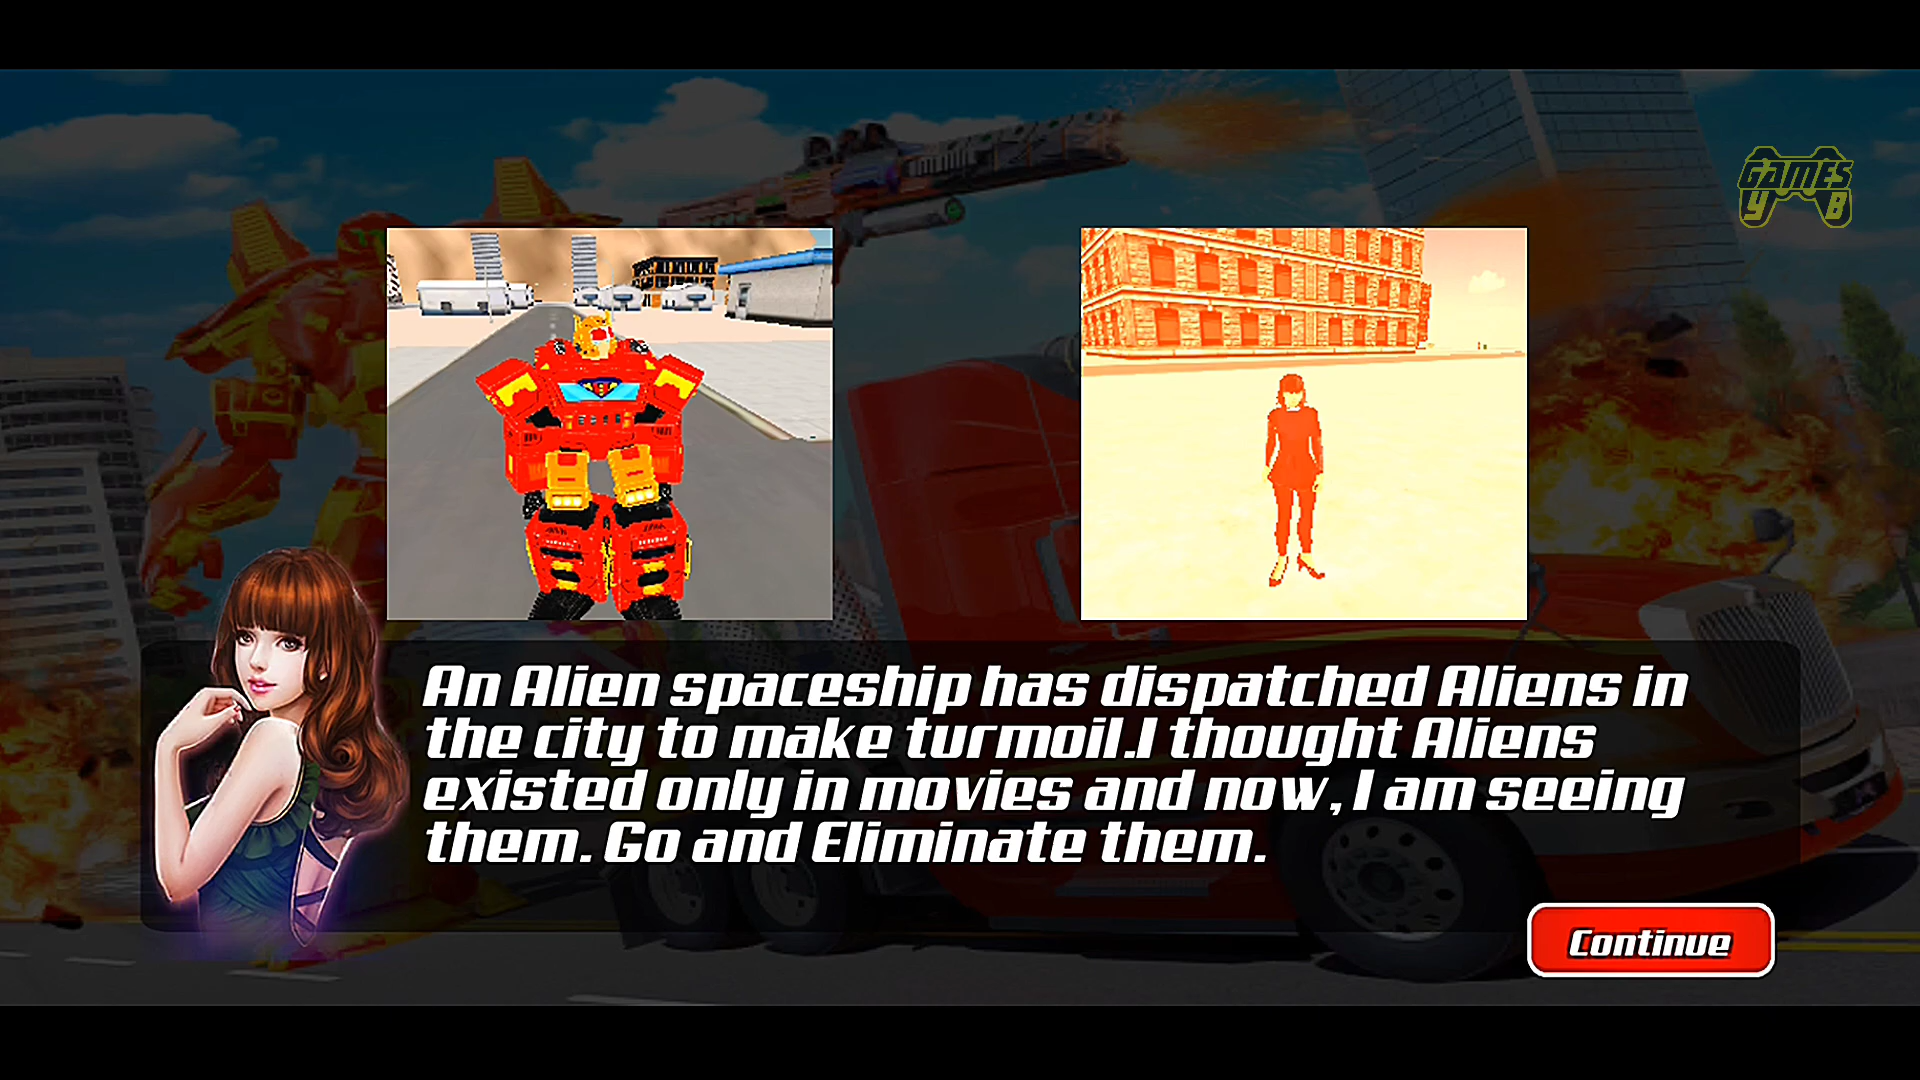 GAMES
Y B
An Alien spaceship has dispatched Aliens in
the city to make turmoil.I thought Aliens
existed only in movies and now, I am seeing
them. Go and Eliminate them.
Continue